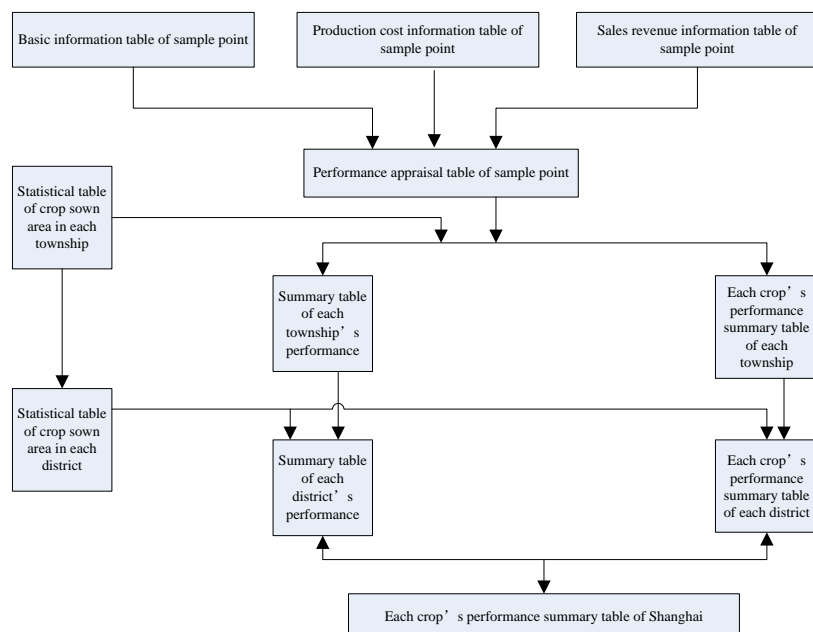 Basic information table of sample point
Production cost information table
of sample point
Sales revenue information table of
sample point
Performance appraisal table of sample point
Statistical table
of crop sown
area in each
township
Summary table
of each
township’s
performance
Each crop’s
performance
summary table
of each
township
Statistical table
of crop sown
area in each
district
Summary table
of each
district’s
performance
Each crop’s
performance
summary table
of each district
Each crop’s performance summary table of Shanghai